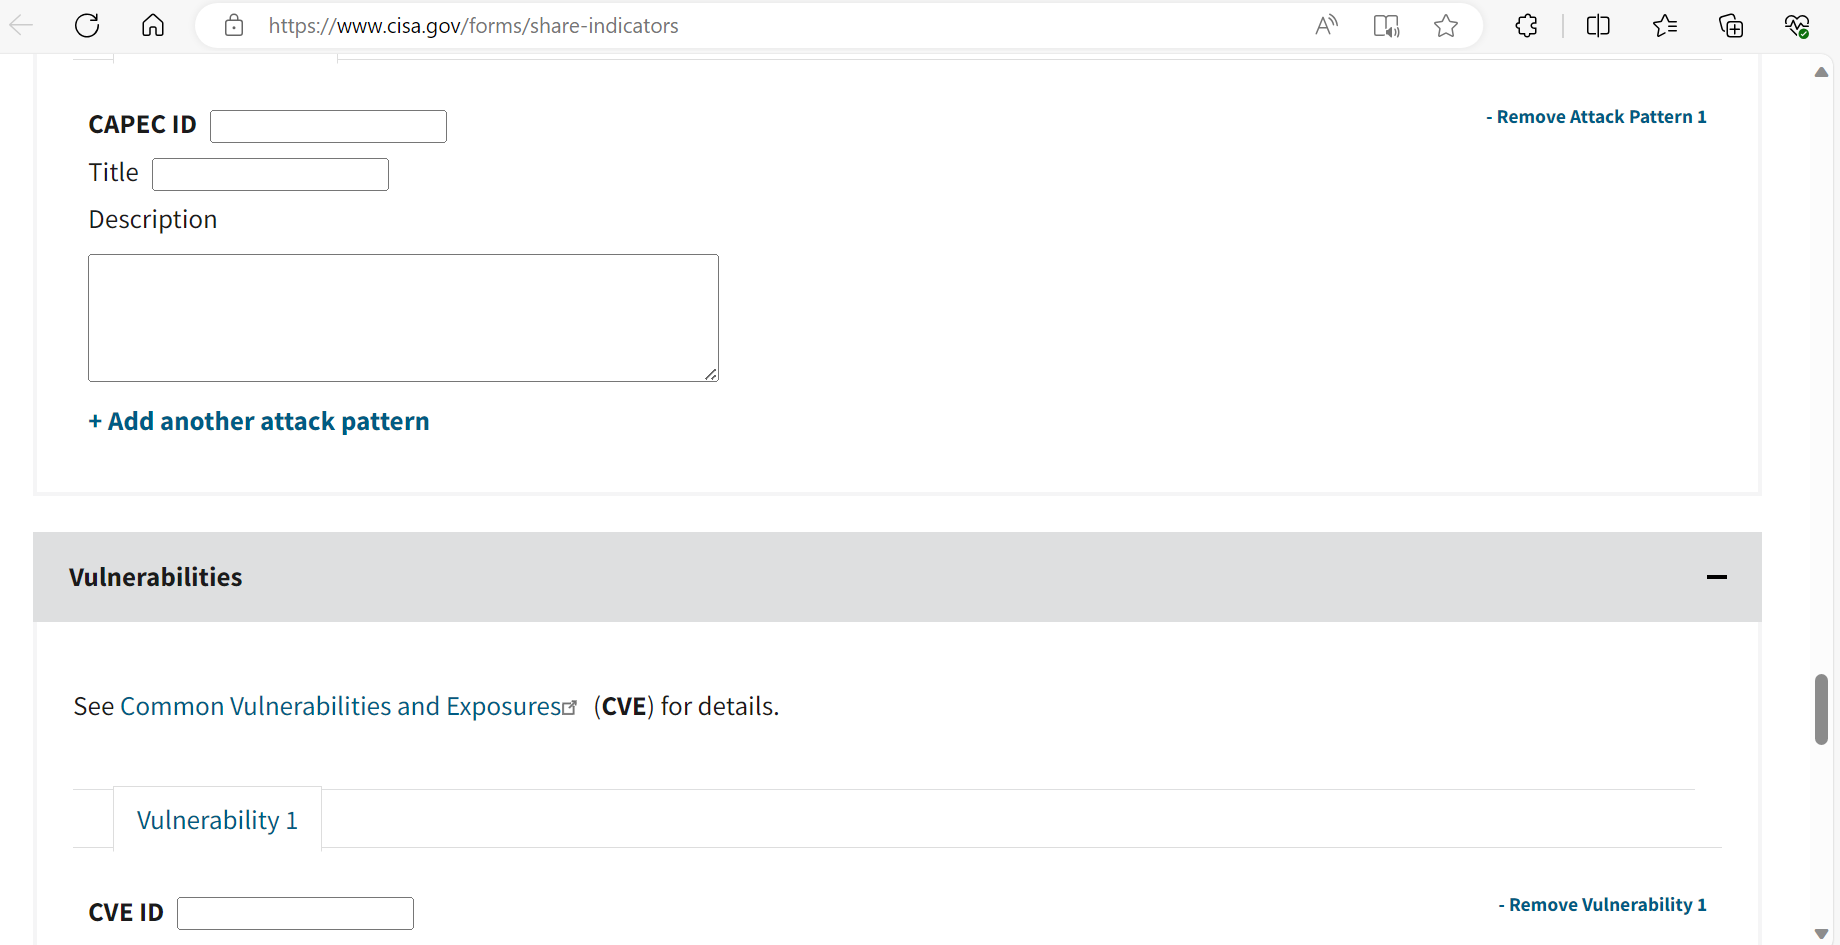 https://www.cisa.gov/forms/share-indicators
CAPEC ID
- Remove Attack Pattern 1
Title
Description
+ Add another attack pattern
Vulnerabilities
See Common Vulnerabilities and Exposures (CVE) for details.
Vulnerability 1
CVE ID
- Remove Vulnerability 1